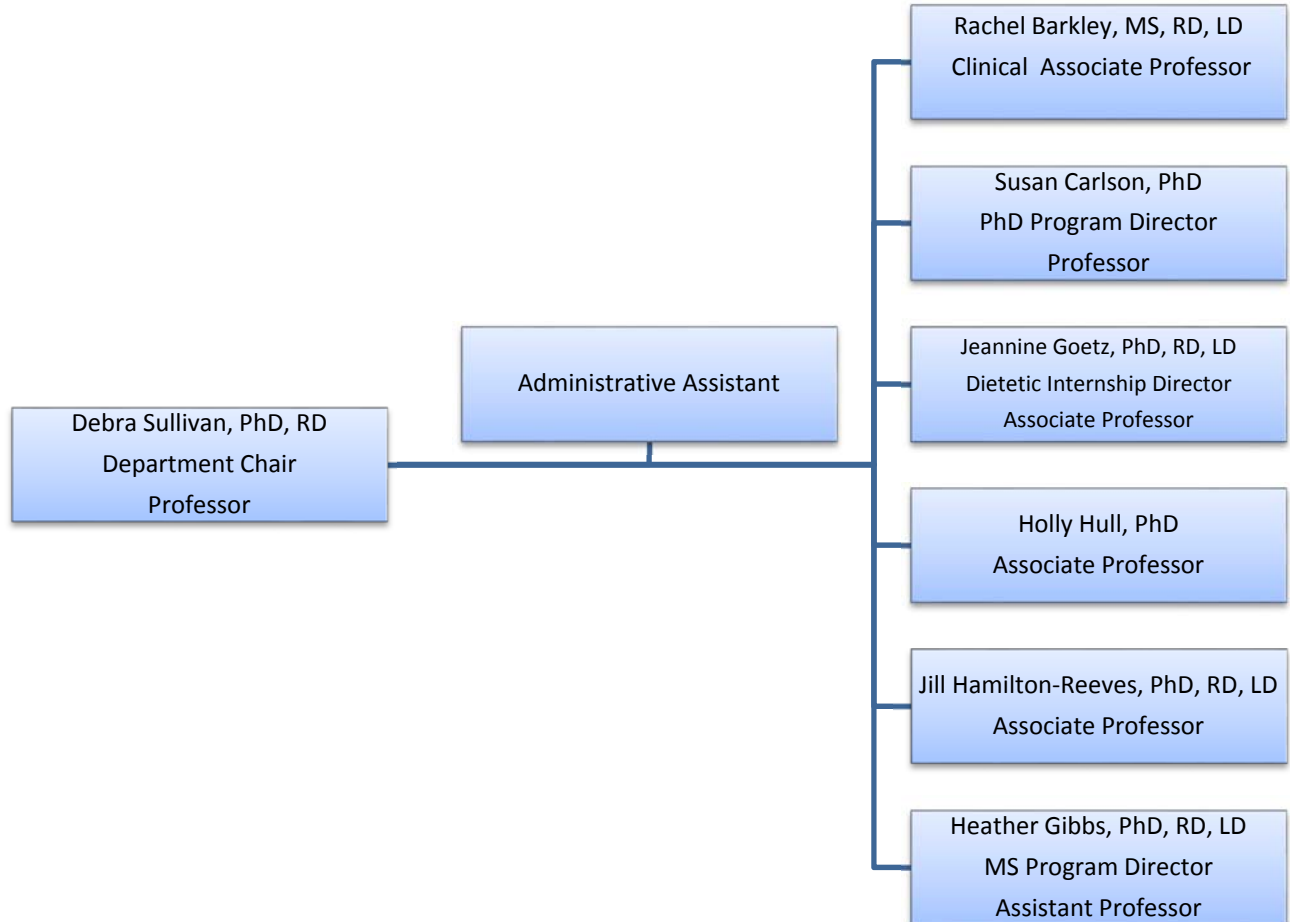 Debra Sullivan, PhD, RD
Department Chair
Professor
Administrative Assistant
Rachel Barkley, MS, RD, LD
Clinical  Associate Professor
Susan Carlson, PhD
PhD Program Director
Professor
Jeannine Goetz, PhD, RD, LD
Dietetic Internship Director
Associate Professor
Holly Hull, PhD
Associate Professor
Jill Hamilton-Reeves, PhD, RD, LD
Associate Professor
Heather Gibbs, PhD, RD, LD
MS Program Director
Assistant Professor